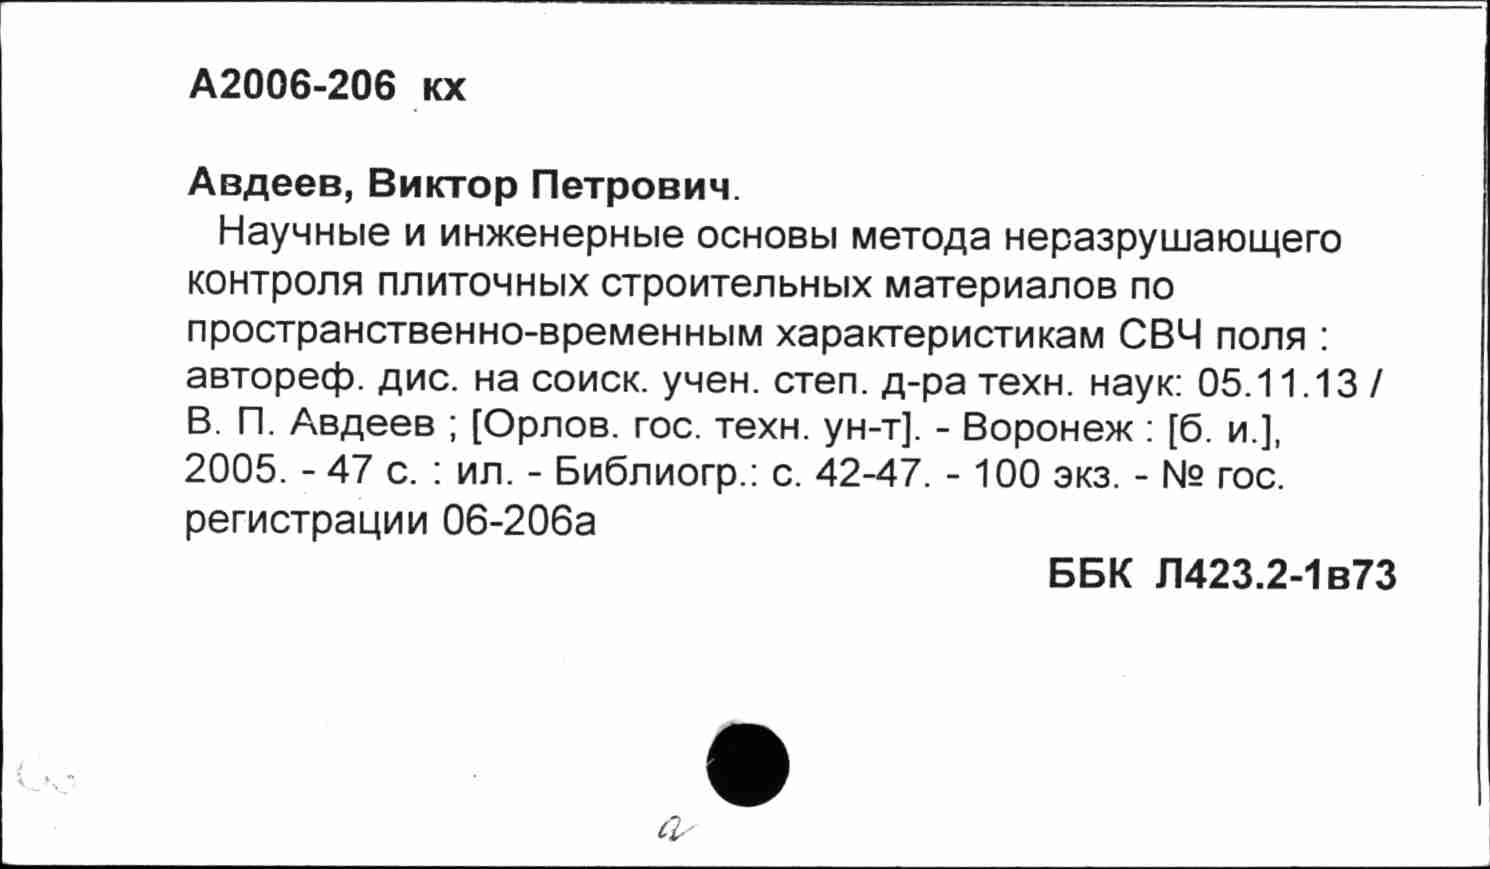 А2006-206 кх
Авдеев, Виктор Петрович.
Научные и инженерные основы метода неразрушающего
контроля плиточных строительных материалов по
пространственно-временным характеристикам СВЧ поля :
автореф. дис. на соиск. учен. степ. д-ра техн. наук: 05.11.13 /
В. П. Авдеев ; [Орлов. гос. техн. ун-т]. - Воронеж : [б. и.],
2005. - 47 с. : ил. - Библиогр.: с. 42-47. - 100 экз. - № гос.
регистрации 06-206а
ББК Л423.2-1в73
а